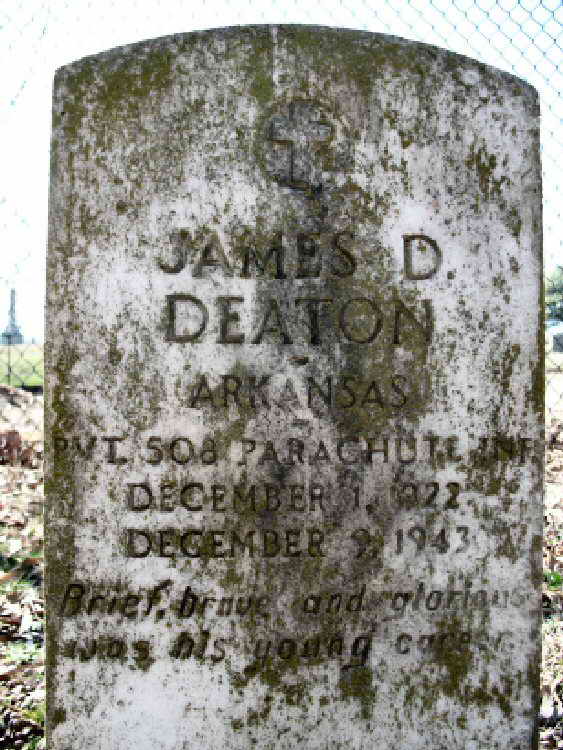 JAMES D
DEATON
ARKANSAS
PVT. 508 PARACHUTE INF
DECEMBER 1, 1922
DECEMBER 9, 1943
Brief, brave and glorious
was his young career